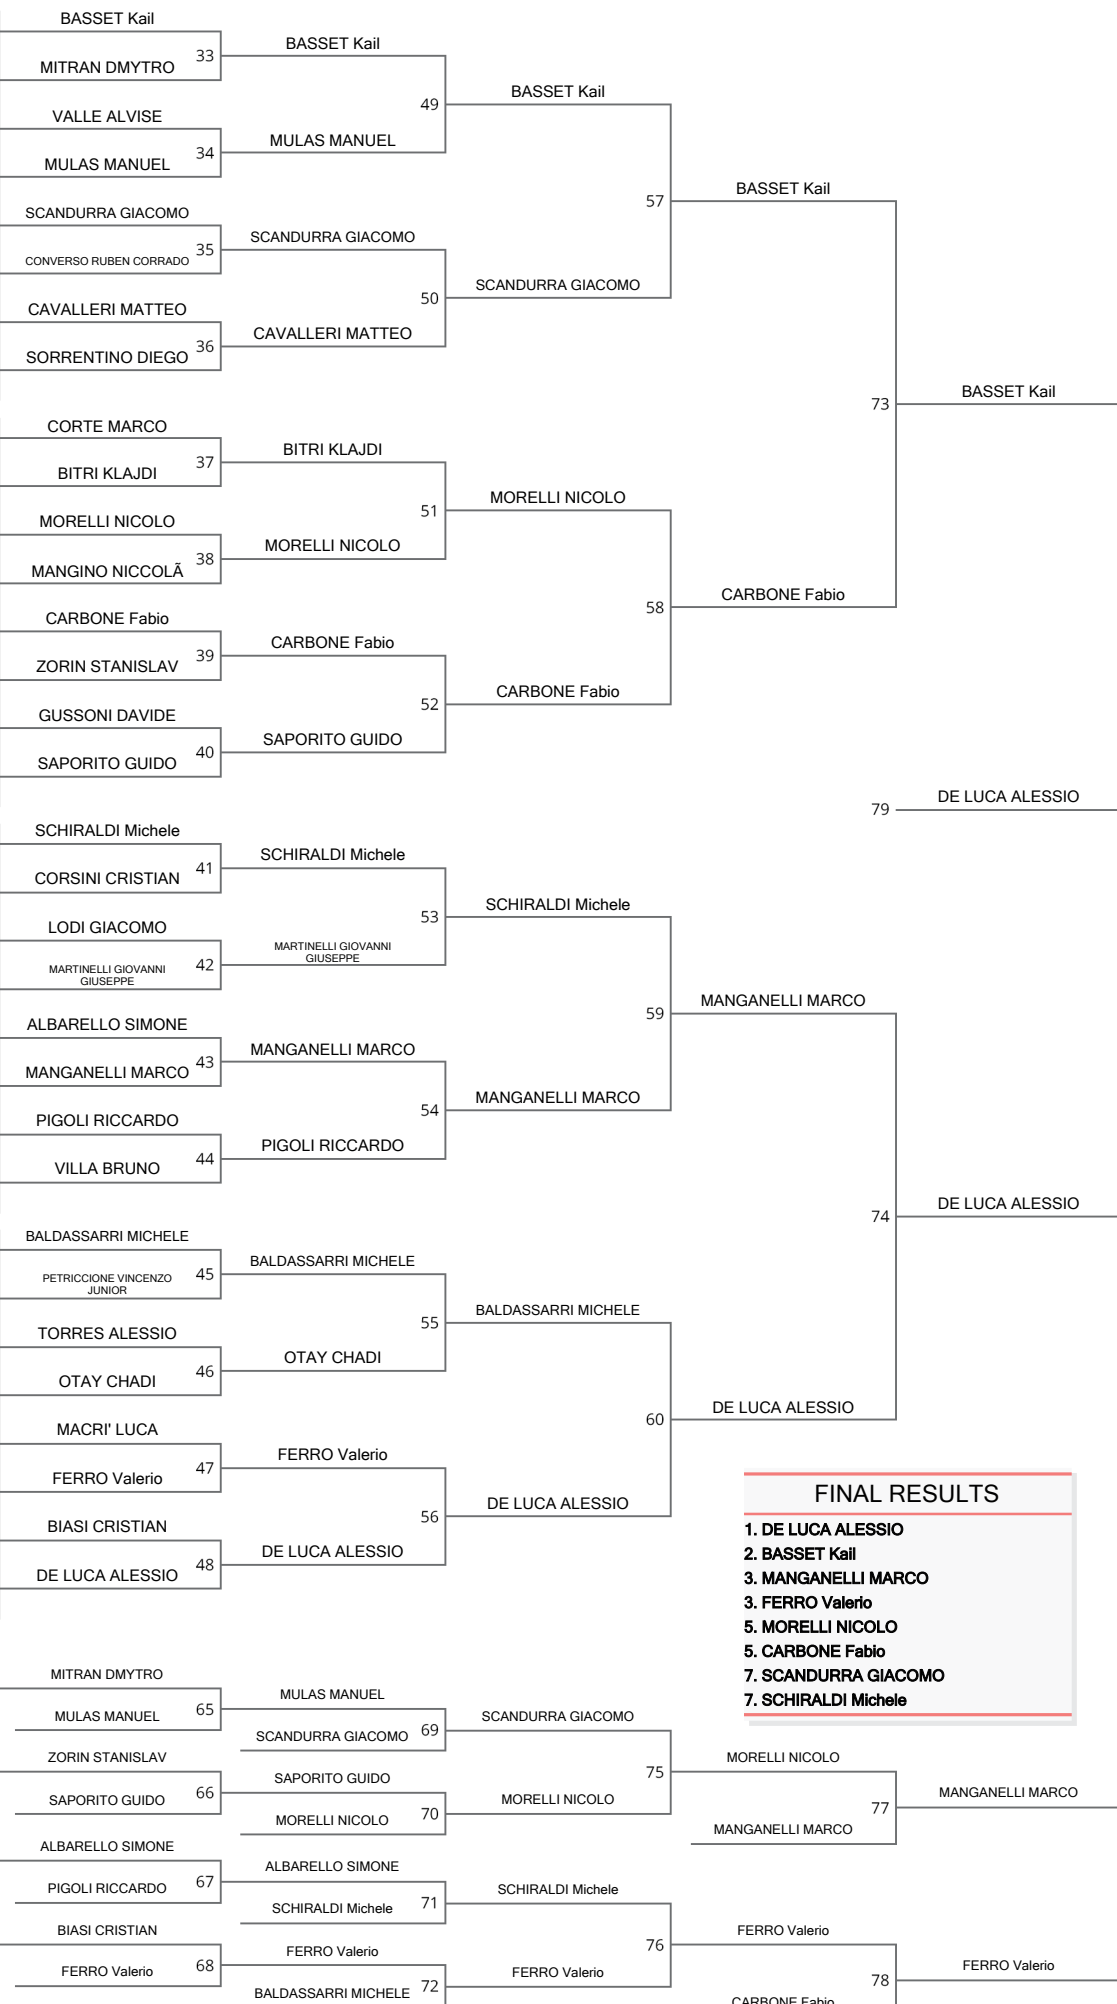 BASSET Kail
33
MITRAN DMYTRO
BASSET Kail
49
VALLE ALVISE
34
MULAS MANUEL
MULAS MANUEL
BASSET Kail
57
SCANDURRA GIACOMO
35
CONVERSO RUBEN CORRADO
SCANDURRA GIACOMO
50
CAVALLERI MATTEO
36
SORRENTINO DIEGO
CAVALLERI MATTEO
SCANDURRA GIACOMO
BASSET Kail
73
BASSET Kail
CORTE MARCO
37
BITRI KLAJDI
BITRI KLAJDI
51
MORELLI NICOLO
38
MANGINO NICCOLÃ
MORELLI NICOLO
MORELLI NICOLO
58
CARBONE Fabio
39
ZORIN STANISLAV
CARBONE Fabio
52
GUSSONI DAVIDE
40
SAPORITO GUIDO
SAPORITO GUIDO
CARBONE Fabio
CARBONE Fabio
79
DE LUCA ALESSIO
SCHIRALDI Michele
41
CORSINI CRISTIAN
SCHIRALDI Michele
53
LODI GIACOMO
42
MARTINELLI GIOVANNI
GIUSEPPE
MARTINELLI GIOVANNI
GIUSEPPE
SCHIRALDI Michele
59
ALBARELLO SIMONE
43
MANGANELLI MARCO
MANGANELLI MARCO
54
PIGOLI RICCARDO
44
VILLA BRUNO
PIGOLI RICCARDO
MANGANELLI MARCO
MANGANELLI MARCO
74
DE LUCA ALESSIO
BALDASSARRI MICHELE
45
PETRICCIONE VINCENZO
JUNIOR
BALDASSARRI MICHELE
55
TORRES ALESSIO
46
OTAY CHADI
OTAY CHADI
BALDASSARRI MICHELE
60
MACRI' LUCA
47
FERRO Valerio
FERRO Valerio
56
BIASI CRISTIAN
48
DE LUCA ALESSIO
DE LUCA ALESSIO
DE LUCA ALESSIO
DE LUCA ALESSIO
FINAL RESULTS
1. DE LUCA ALESSIO
2. BASSET Kail
3. MANGANELLI MARCO
3. FERRO Valerio
5. MORELLI NICOLO
5. CARBONE Fabio
7. SCANDURRA GIACOMO
7. SCHIRALDI Michele
MITRAN DMYTRO
65
MULAS MANUEL
MULAS MANUEL
69
SCANDURRA GIACOMO
SCANDURRA GIACOMO
75
ZORIN STANISLAV
66
SAPORITO GUIDO
SAPORITO GUIDO
70
MORELLI NICOLO
MORELLI NICOLO
MORELLI NICOLO
77
MANGANELLI MARCO
MANGANELLI MARCO
ALBARELLO SIMONE
67
PIGOLI RICCARDO
ALBARELLO SIMONE
71
SCHIRALDI Michele
SCHIRALDI Michele
76
BIASI CRISTIAN
68
FERRO Valerio
FERRO Valerio
72
BALDASSARRI MICHELE
FERRO Valerio
FERRO Valerio
78
CARBONE Fabio
FERRO Valerio